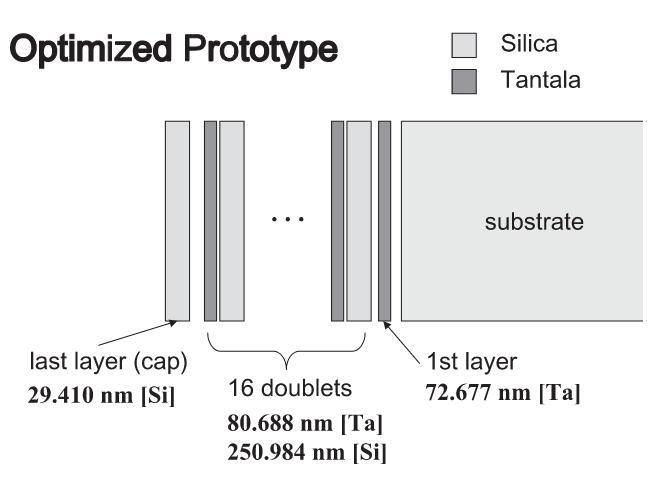 Optimized Prototype
Silica
Tantala
...
substrate
last layer (cap)
29.410 nm [Si]
16 doublets
80.688 nm [Ta]
250.984 nm [Si]
1st layer
72.677 nm [Ta]